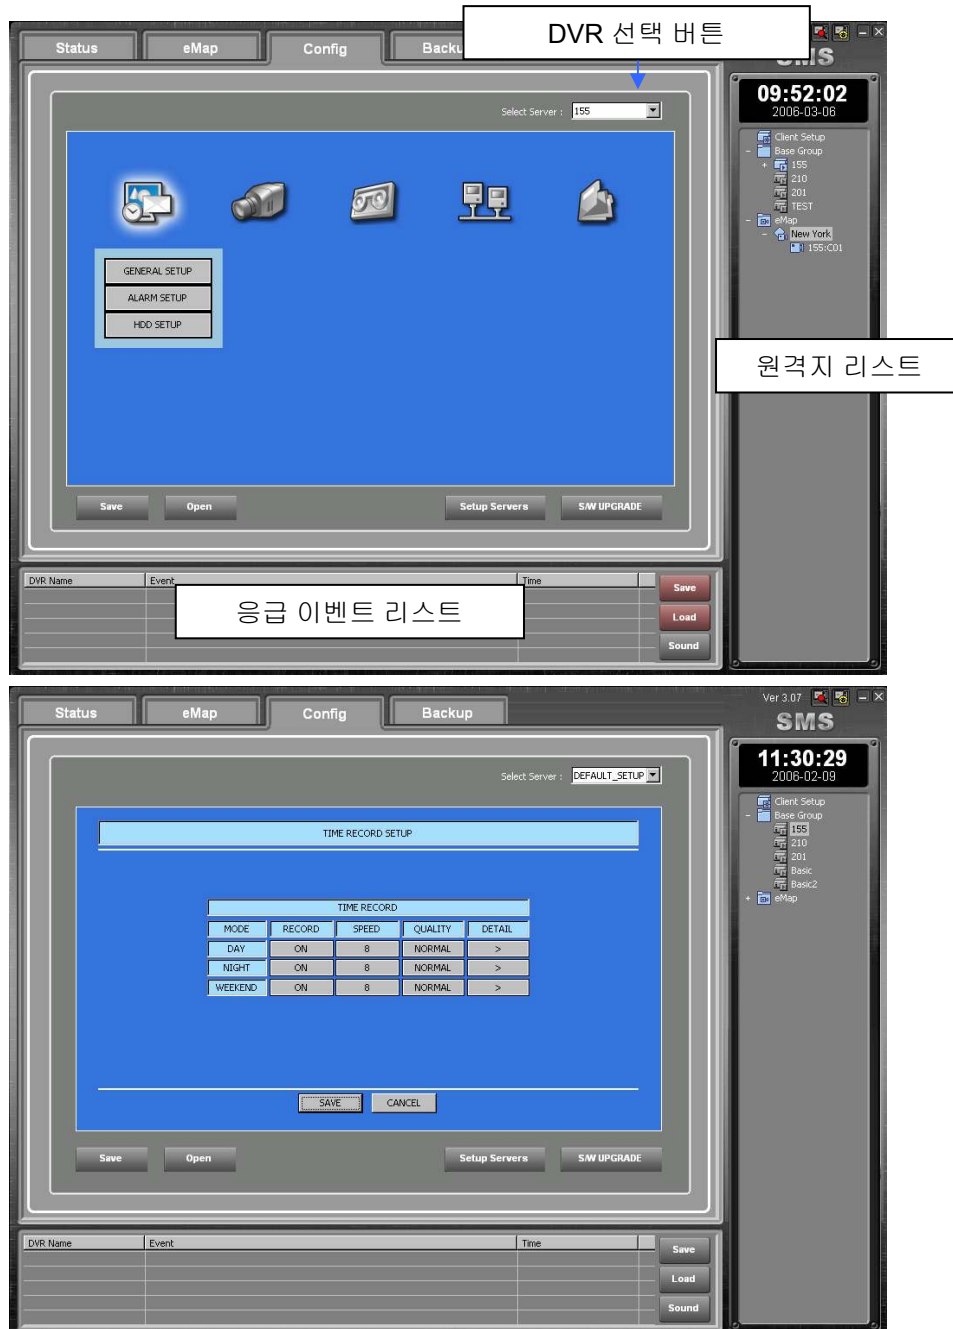 DVR 선택 버튼
Status eMap Config Backu
SMS
Select Server : 155
09:52:02
2006-03-06
Client Setup
Base Group
155
210
201
TEST
eMap
New York
155:C01
GENERAL SETUP
ALARM SETUP
HDD SETUP
원격지 리스트
Save Open Setup Servers S/W UPGRADE
DVR Name Event Time
Save
응급 이벤트 리스트
Load
Sound
Ver 3.07
Status eMap Config Backup
SMS
Select Server : DEFAULT_SETUP
11:30:29
2006-02-09
Client Setup
Base Group
155
210
201
Basic
Basic2
eMap
TIME RECORD SETUP
TIME RECORD
MODE RECORD SPEED QUALITY DETAIL
DAY ON 8 NORMAL >
NIGHT ON 8 NORMAL >
WEEKEND ON 8 NORMAL >
SAVE CANCEL
Save Open Setup Servers S/W UPGRADE
DVR Name Event Time
Save
Load
Sound